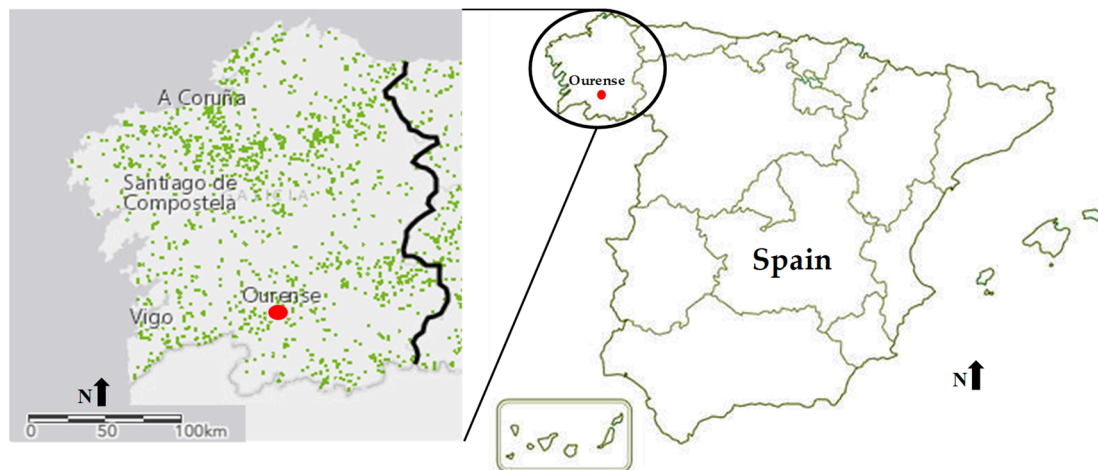 A Coruña
Santiago de
Compostela
Ourense
Vigo
N
0 50 100km
Ourense
Spain
N